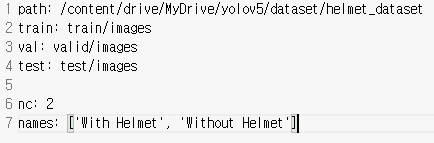 1 path: /content/drive/MyDrive/yolov5/dataset/helmet_dataset
2 train: train/images
3 val: valid/images
4 test: test/images
5
6 nc: 2
7 names: ['With Helmet', 'Without Helmet']